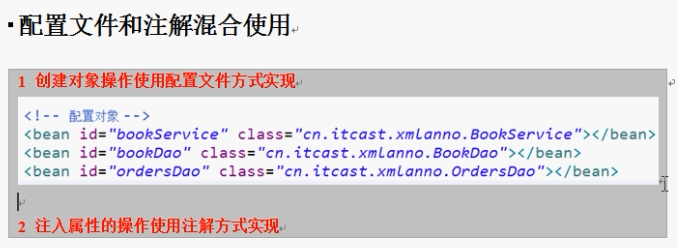 配置文件和注解混合使用
1 创建对象操作使用配置文件方式实现
<!-- 配置对象 -->
<bean id="bookService" class="cn.itcast.xmlanno.BookService"></bean>
<bean id="bookDao" class="cn.itcast.xmlanno.BookDao"></bean>
<bean id="ordersDao" class="cn.itcast.xmlanno.OrdersDao"></bean>
2 注入属性的操作使用注解方式实现